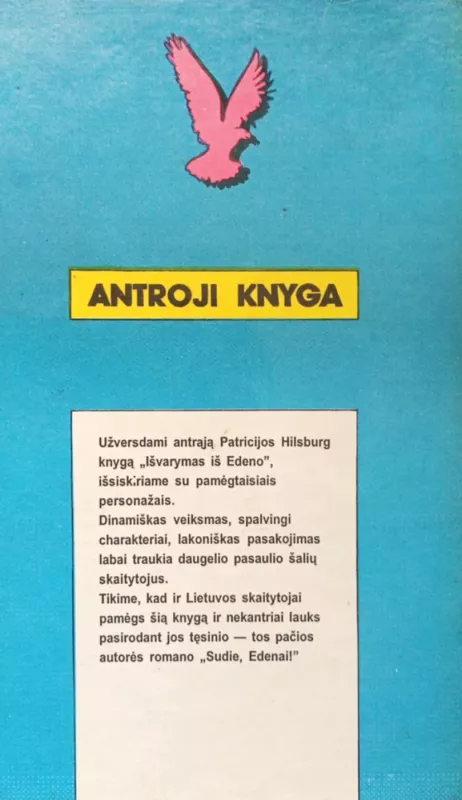 ANTROJI KNYGA
Užversdami antrąją Patricijos Hilsburg
knygą „Išvarymas iš Edeno”,
išsiskiriame su pamėgtaisiais
personažais.
Dinamiškas veiksmas, spalvingi
charakteriai, lakoniškas pasakojimas
labai traukia daugelio pasaulio šalių
skaitytojus.
Tikime, kad ir Lietuvos skaitytojai
pamėgs šią knygą ir nekantriai lauks
pasirodant jos tęsinio — tos pačios
autorės romano „Sudie, Edenai!”